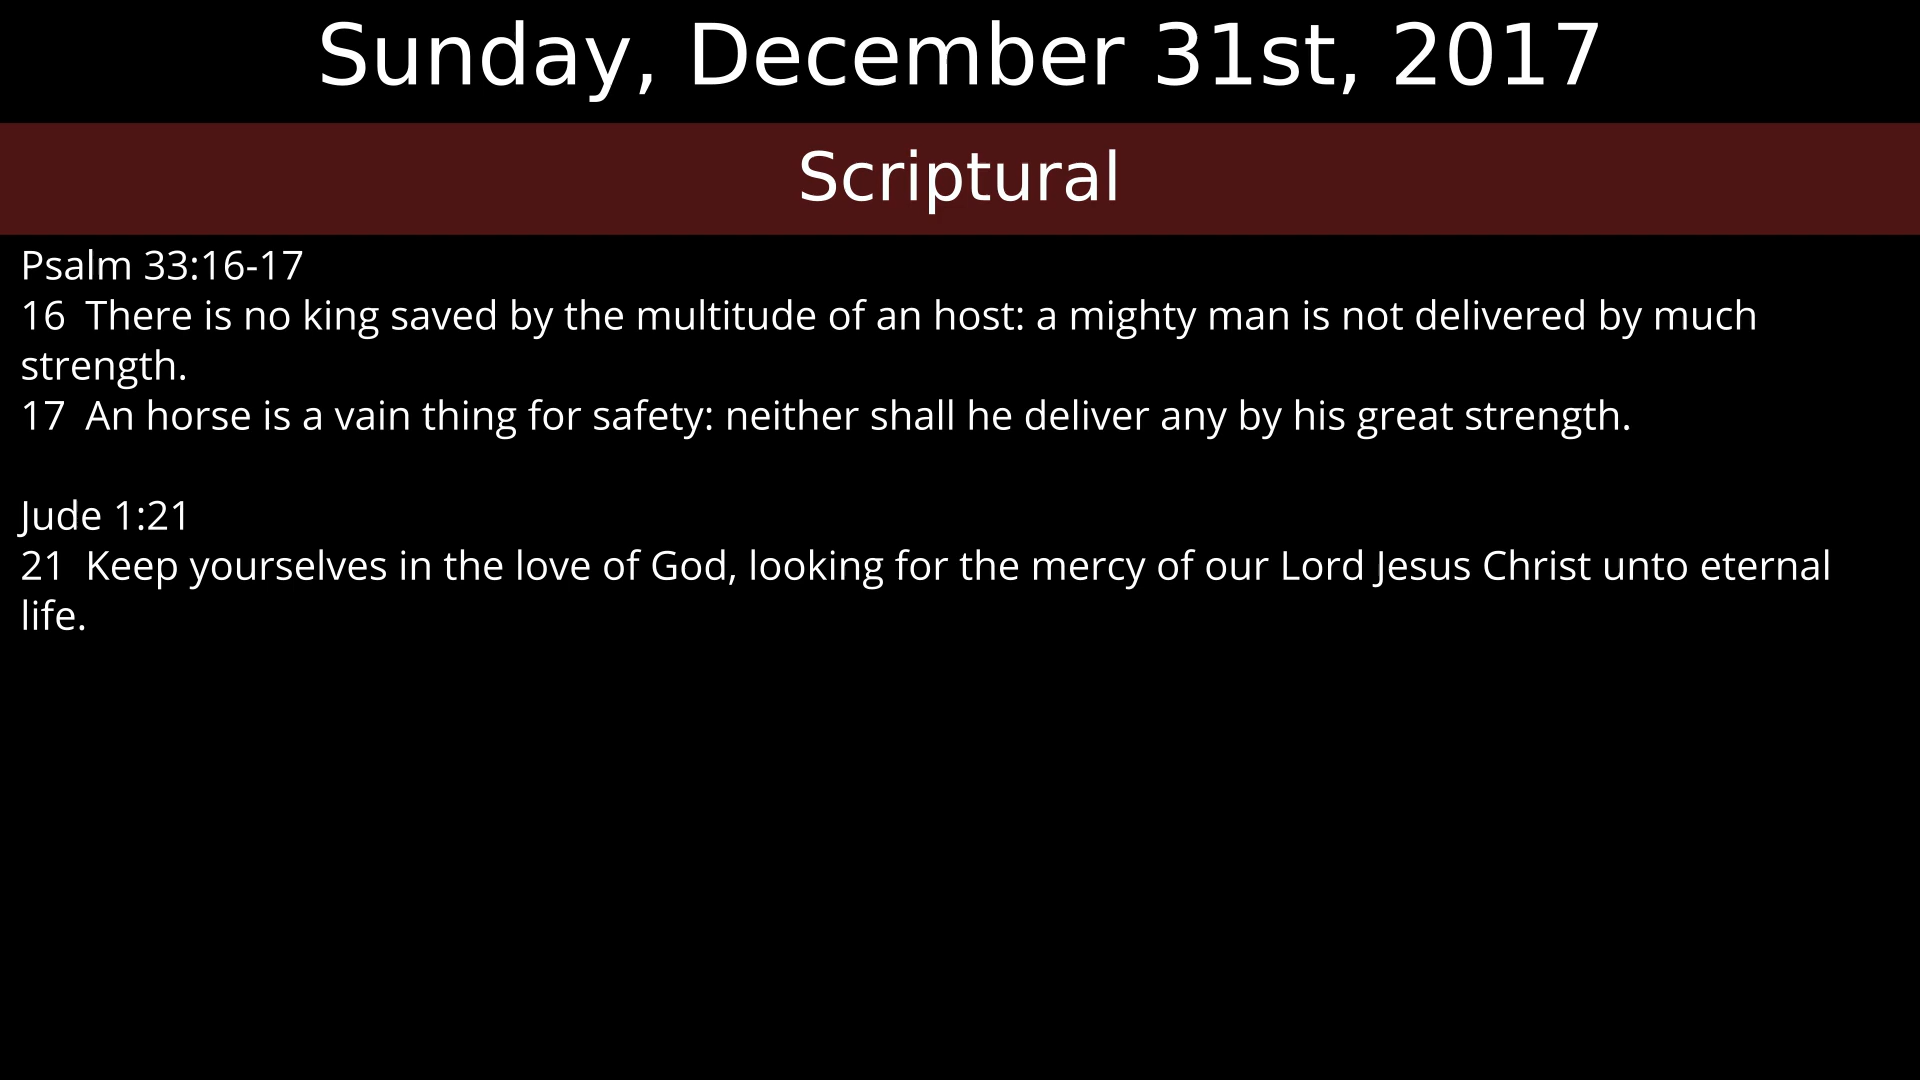 Sunday, December 31st, 2017
Scriptural
Psalm 33:16-17
16  There is no king saved by the multitude of an host: a mighty man is not delivered by much
strength.
17  An horse is a vain thing for safety: neither shall he deliver any by his great strength.
Jude 1:21
21  Keep yourselves in the love of God, looking for the mercy of our Lord Jesus Christ unto eternal
life.